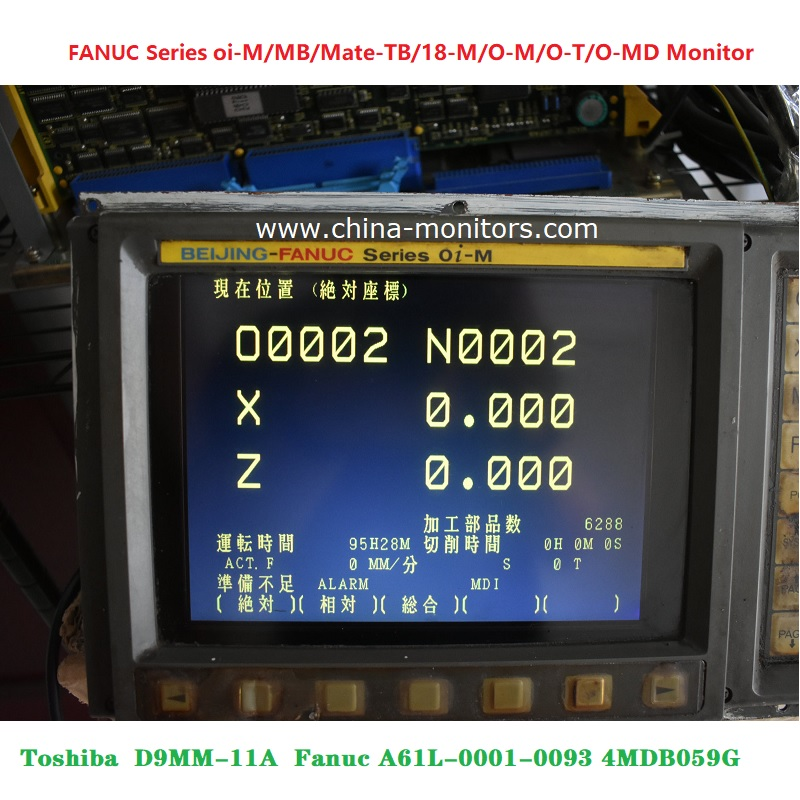 FANUC Series oi-M/MB/Mate-TB/18-M/O-M/O-T/O-MD Monitor
www.china-monitors.com
BEIJING-FANUC Series 0i-M
現在位置 (絶対座標)
O0002 N0002
X 0.000
Z 0.000
加工部品数 6288
運転時間 95H28M 切削時間 0H 0M 0S
ACT.F 0 MM/分 S 0 T
準備不足 ALARM MDI
( 絶対 )( 相対 )( 総合 )( )( )
Toshiba D9MM-11A Fanuc A61L-0001-0093 4MDB059G